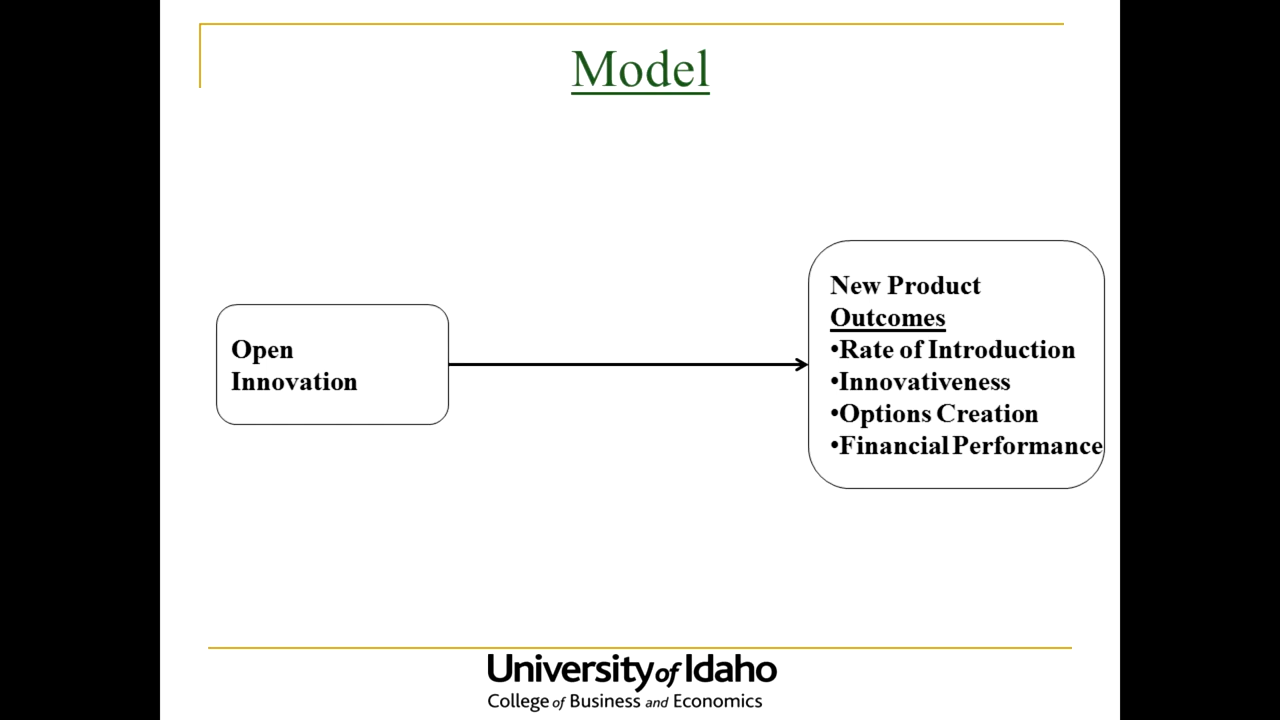 Model
Open
Innovation
New Product
Outcomes
•Rate of Introduction
•Innovativeness
•Options Creation
•Financial Performance
University of Idaho
College of Business and Economics